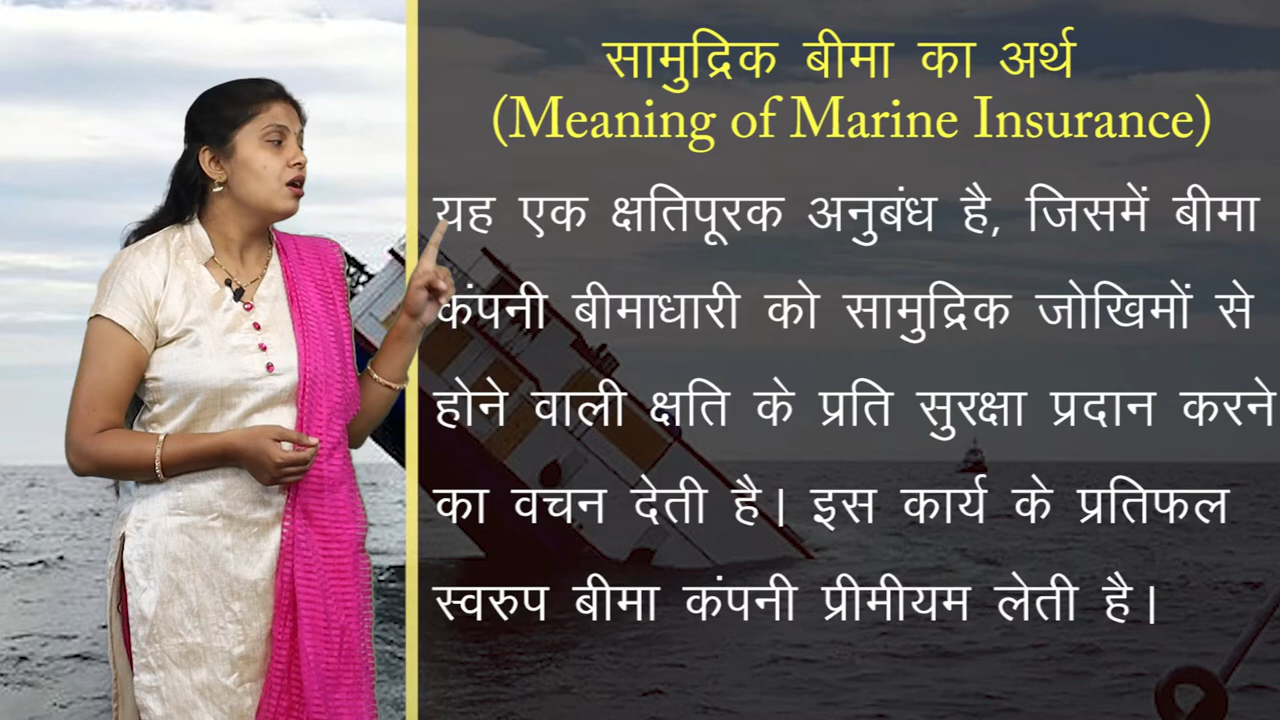 सामुद्रिक बीमा का अर्थ
(Meaning of Marine Insurance)
यह एक क्षतिपूरक अनुबंध है, जिसमें बीमा
कंपनी बीमाधारी को सामुद्रिक जोखिमों से
होने वाली क्षति के प्रति सुरक्षा प्रदान करने
का वचन देती है। इस कार्य के प्रतिफल
स्वरुप बीमा कंपनी प्रीमीयम लेती है।